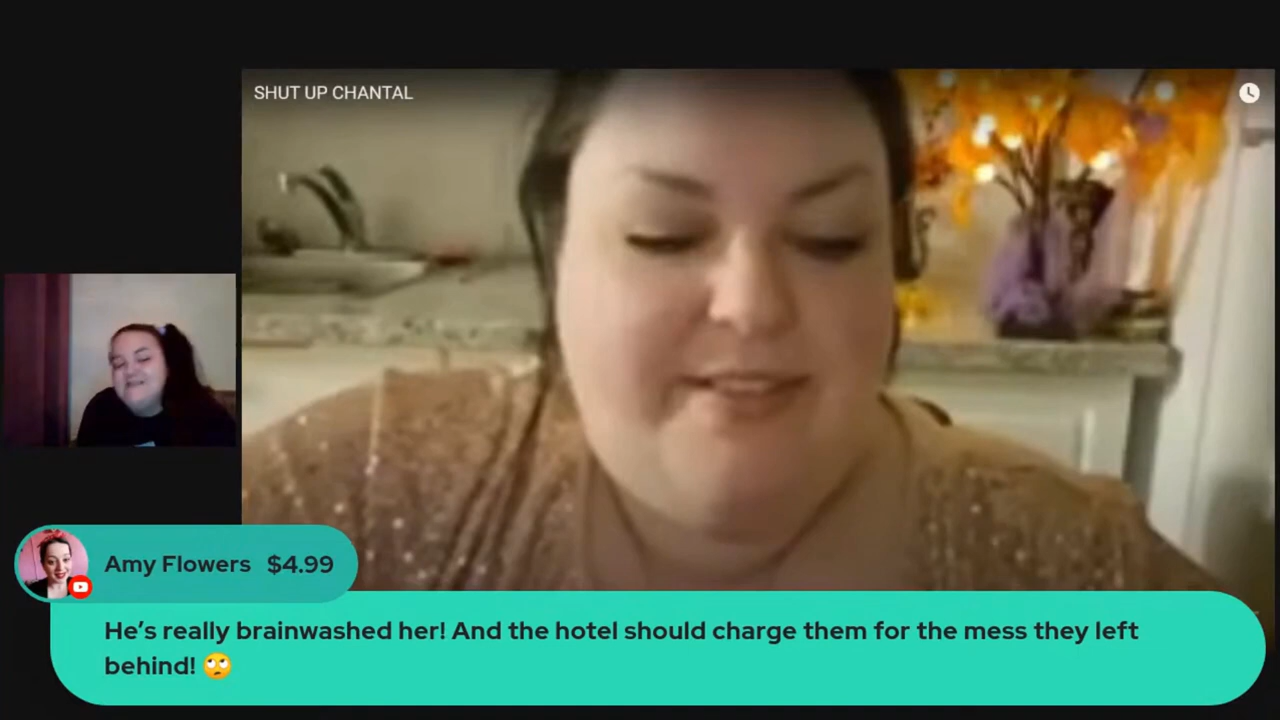 SHUT UP CHANTAL
Amy Flowers $4.99
He’s really brainwashed her! And the hotel should charge them for the mess they left
behind! 🙄